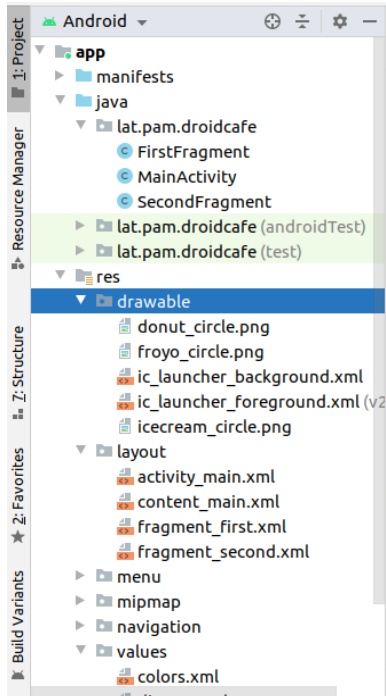 Android
1: Project
Resource Manager
7: Structure
2: Favorites
Build Variants
app
manifests
java
lat.pam.droidcafe
FirstFragment
MainActivity
SecondFragment
lat.pam.droidcafe (androidTest)
lat.pam.droidcafe (test)
res
drawable
donut_circle.png
froyo_circle.png
ic_launcher_background.xml
ic_launcher_foreground.xml (v2
icecream_circle.png
layout
activity_main.xml
content_main.xml
fragment_first.xml
fragment_second.xml
menu
mipmap
navigation
values
colors.xml